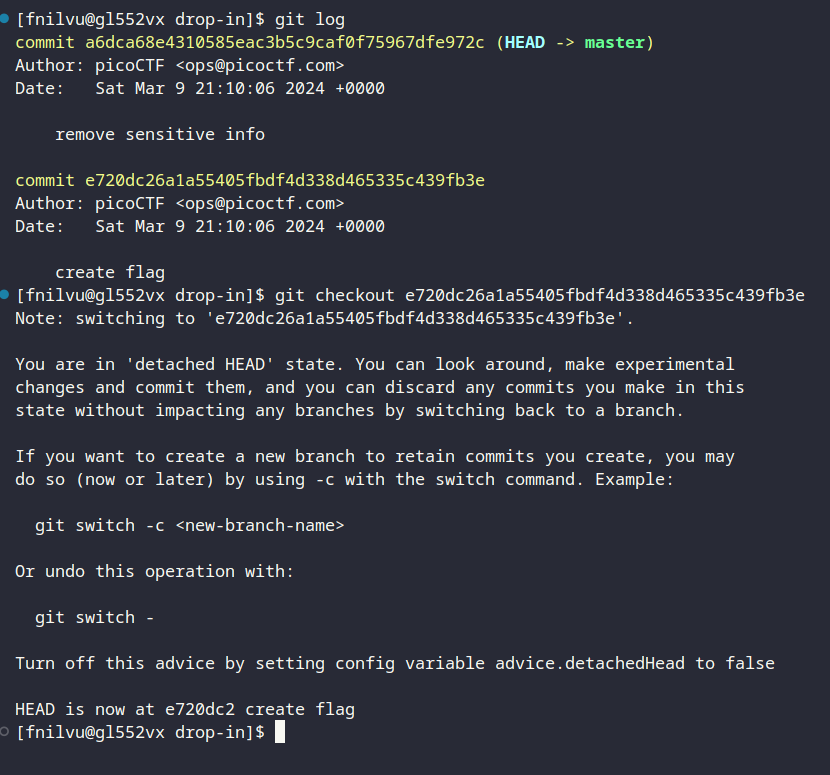 [fnilvu@gl552vx drop-in]$ git log
commit a6dca68e4310585eac3b5c9caf0f75967dfe972c (HEAD -> master)
Author: picoCTF <ops@picoctf.com>
Date:   Sat Mar 9 21:10:06 2024 +0000

    remove sensitive info

commit e720dc26a1a55405fbdf4d338d465335c439fb3e
Author: picoCTF <ops@picoctf.com>
Date:   Sat Mar 9 21:10:06 2024 +0000

    create flag
[fnilvu@gl552vx drop-in]$ git checkout e720dc26a1a55405fbdf4d338d465335c439fb3e
Note: switching to 'e720dc26a1a55405fbdf4d338d465335c439fb3e'.

You are in 'detached HEAD' state. You can look around, make experimental
changes and commit them, and you can discard any commits you make in this
state without impacting any branches by switching back to a branch.

If you want to create a new branch to retain commits you create, you may
do so (now or later) by using -c with the switch command. Example:

  git switch -c <new-branch-name>

Or undo this operation with:

  git switch -

Turn off this advice by setting config variable advice.detachedHead to false

HEAD is now at e720dc2 create flag
[fnilvu@gl552vx drop-in]$